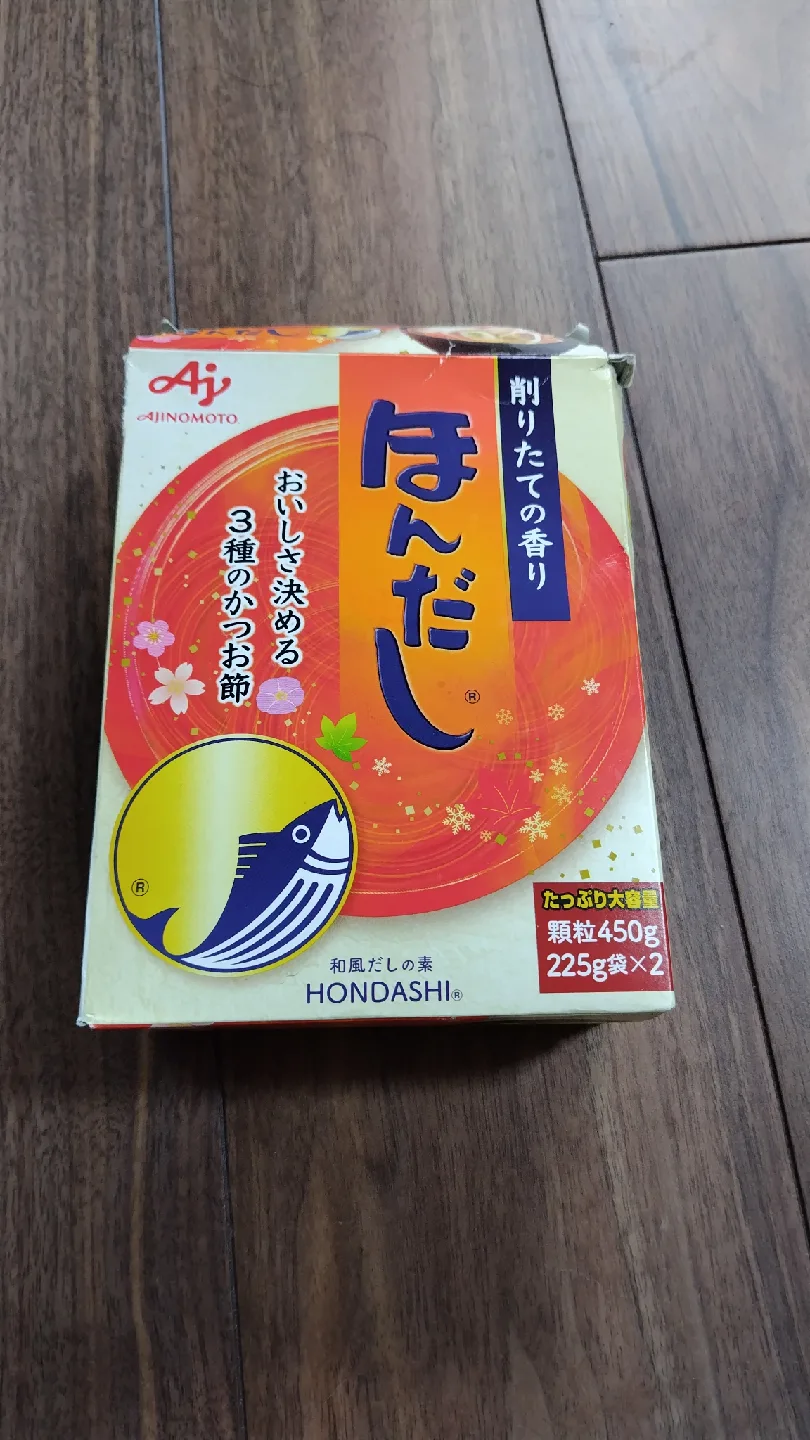 Aj
AJINOMOTO
削りたての香り
ほんだし®
おいしさ決める
3種のかつお節
®
たっぷり大容量
顆粒450g
225g袋×2
和風だしの素
HONDASHI®